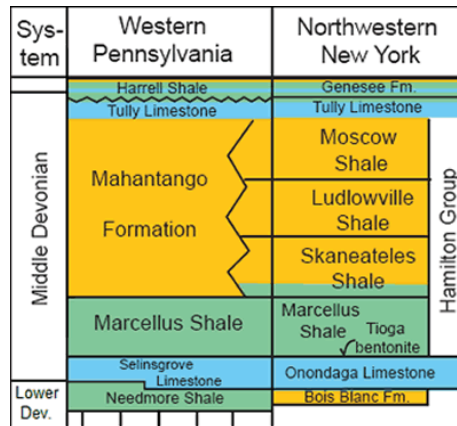 Sys-
tem
Western
Pennsylvania
Northwestern
New York
Harrell Shale
Genesee Fm.
Tully Limestone
Tully Limestone
Middle Devonian
Mahantango
Formation
Moscow
Shale
Ludlowville
Shale
Skaneateles
Shale
Hamilton Group
Marcellus Shale
Marcellus
Shale
Tioga
bentonite
Selinsgrove
Limestone
Onondaga Limestone
Lower
Dev.
Needmore Shale
Bois Blanc Fm.